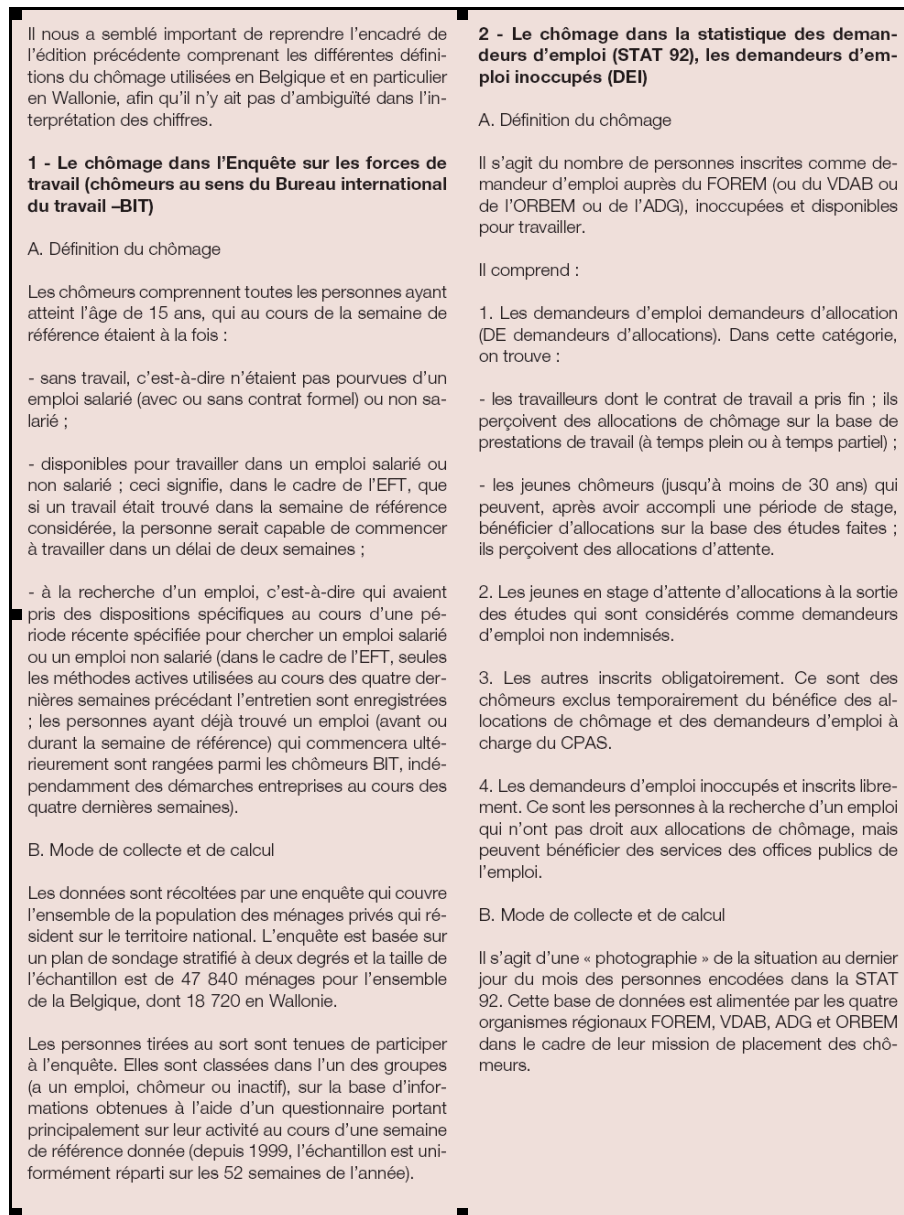 Il nous a semblé important de reprendre l'encadré de
l'édition précédente comprenant les différentes défini-
tions du chômage utilisées en Belgique et en particulier
en Wallonie, afin qu'il n'y ait pas d'ambiguïté dans l'in-
terprétation des chiffres.
1 - Le chômage dans l'Enquête sur les forces de
travail (chômeurs au sens du Bureau international
du travail –BIT)
A. Définition du chômage
Les chômeurs comprennent toutes les personnes ayant
atteint l'âge de 15 ans, qui au cours de la semaine de
référence étaient à la fois :
- sans travail, c'est-à-dire n'étaient pas pourvues d'un
emploi salarié (avec ou sans contrat formel) ou non sa-
larié ;
- disponibles pour travailler dans un emploi salarié ou
non salarié ; ceci signifie, dans le cadre de l'EFT, que
si un travail était trouvé dans la semaine de référence
considérée, la personne serait capable de commencer
à travailler dans un délai de deux semaines ;
- à la recherche d'un emploi, c'est-à-dire qui avaient
pris des dispositions spécifiques au cours d'une pé-
riode récente spécifiée pour chercher un emploi salarié
ou un emploi non salarié (dans le cadre de l'EFT, seules
les méthodes actives utilisées au cours des quatre der-
nières semaines précédant l'entretien sont enregistrées
; les personnes ayant déjà trouvé un emploi (avant ou
durant la semaine de référence) qui commencera ulté-
rieurement sont rangées parmi les chômeurs BIT, indé-
pendamment des démarches entreprises au cours des
quatre dernières semaines).
B. Mode de collecte et de calcul
Les données sont récoltées par une enquête qui couvre
l'ensemble de la population des ménages privés qui ré-
sident sur le territoire national. L'enquête est basée sur
un plan de sondage stratifié à deux degrés et la taille de
l'échantillon est de 47 840 ménages pour l'ensemble
de la Belgique, dont 18 720 en Wallonie.
Les personnes tirées au sort sont tenues de participer
à l'enquête. Elles sont classées dans l'un des groupes
(a un emploi, chômeur ou inactif), sur la base d'infor-
mations obtenues à l'aide d'un questionnaire portant
principalement sur leur activité au cours d'une semaine
de référence donnée (depuis 1999, l'échantillon est uni-
formément réparti sur les 52 semaines de l'année).
2 - Le chômage dans la statistique des deman-
deurs d'emploi (STAT 92), les demandeurs d'em-
ploi inoccupés (DEI)
A. Définition du chômage
Il s'agit du nombre de personnes inscrites comme de-
mandeur d'emploi auprès du FOREM (ou du VDAB ou
de l'ORBEM ou de l'ADG), inoccupées et disponibles
pour travailler.
Il comprend :
1. Les demandeurs d'emploi demandeurs d'allocation
(DE demandeurs d'allocations). Dans cette catégorie,
on trouve :
- les travailleurs dont le contrat de travail a pris fin ; ils
perçoivent des allocations de chômage sur la base de
prestations de travail (à temps plein ou à temps partiel) ;
- les jeunes chômeurs (jusqu'à moins de 30 ans) qui
peuvent, après avoir accompli une période de stage,
bénéficier d'allocations sur la base des études faites ;
ils perçoivent des allocations d'attente.
2. Les jeunes en stage d'attente d'allocations à la sortie
des études qui sont considérés comme demandeurs
d'emploi non indemnisés.
3. Les autres inscrits obligatoirement. Ce sont des
chômeurs exclus temporairement du bénéfice des al-
locations de chômage et des demandeurs d'emploi à
charge du CPAS.
4. Les demandeurs d'emploi inoccupés et inscrits libre-
ment. Ce sont les personnes à la recherche d'un emploi
qui n'ont pas droit aux allocations de chômage, mais
peuvent bénéficier des services des offices publics de
l'emploi.
B. Mode de collecte et de calcul
Il s'agit d'une « photographie » de la situation au dernier
jour du mois des personnes encodées dans la STAT
92. Cette base de données est alimentée par les quatre
organismes régionaux FOREM, VDAB, ADG et ORBEM
dans le cadre de leur mission de placement des chô-
meurs.